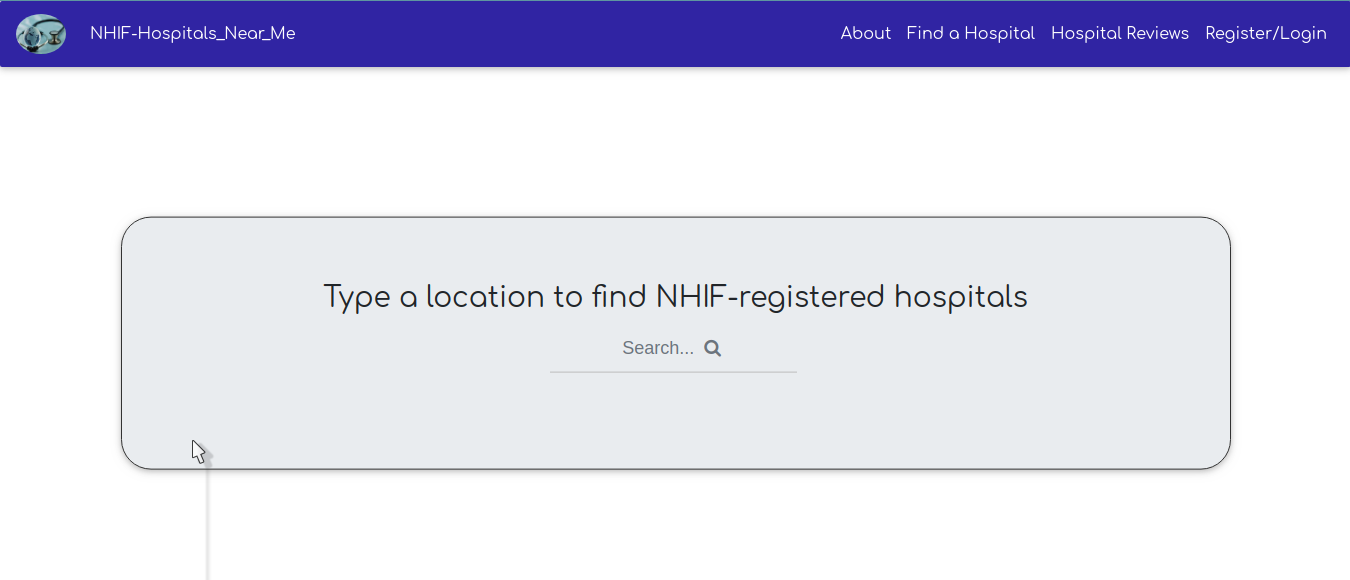 NHIF-Hospitals_Near_Me
About Find a Hospital Hospital Reviews Register/Login
Type a location to find NHIF-registered hospitals
Search...